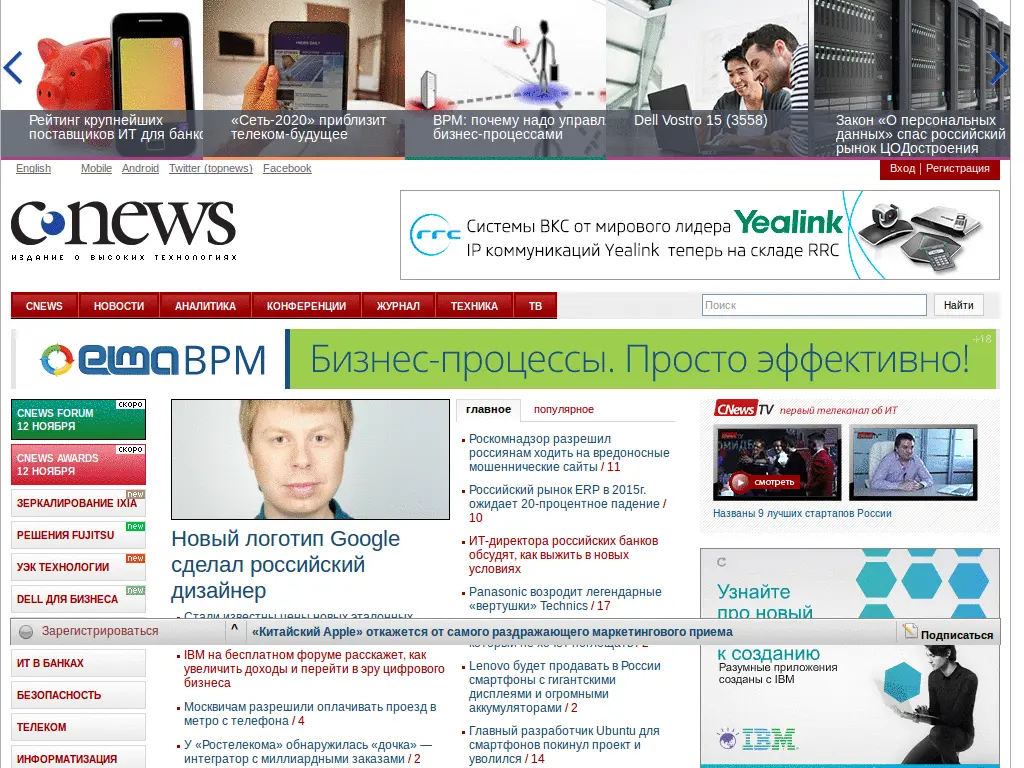 Рейтинг крупнейших
поставщиков ИТ для банк
«Сеть-2020» приблизит
телеком-будущее
BPM: почему надо управл
бизнес-процессами
Dell Vostro 15 (3558)
Закон «О персональных
данных» спас российский
рынок ЦОДостроения
English Mobile Android Twitter (topnews) Facebook
Вход | Регистрация
cnews
ИЗДАНИЕ О ВЫСОКИХ ТЕХНОЛОГИЯХ
rrc Системы ВКС от мирового лидера Yealink
IP коммуникаций Yealink теперь на складе RRC
CNEWS НОВОСТИ АНАЛИТИКА КОНФЕРЕНЦИИ ЖУРНАЛ ТЕХНИКА ТВ
Поиск Найти
elma BPM Бизнес-процессы. Просто эффективно! +18
скоро
CNEWS FORUM
12 НОЯБРЯ
скоро
CNEWS AWARDS
12 НОЯБРЯ
new
ЗЕРКАЛИРОВАНИЕ IXIA
new
РЕШЕНИЯ FUJITSU
new
УЭК ТЕХНОЛОГИИ
new
DELL ДЛЯ БИЗНЕСА
ИТ В БАНКАХ
БЕЗОПАСНОСТЬ
ТЕЛЕКОМ
ИНФОРМАТИЗАЦИЯ
Новый логотип Google
сделал российский
дизайнер
Стали известны цены новых эталонных
IBM на бесплатном форуме расскажет, как
увеличить доходы и перейти в эру цифрового
бизнеса
Москвичам разрешили оплачивать проезд в
метро с телефона / 4
У «Ростелекома» обнаружилась «дочка» —
интегратор с миллиардными заказами / 2
главное популярное
Роскомнадзор разрешил
россиянам ходить на вредоносные
мошеннические сайты / 11
Российский рынок ERP в 2015г.
ожидает 20-процентное падение /
10
ИТ-директора российских банков
обсудят, как выжить в новых
условиях
Panasonic возродит легендарные
«вертушки» Technics / 17
который не хочет поглощать / 2
Lenovo будет продавать в России
смартфоны с гигантскими
дисплеями и огромными
аккумуляторами / 2
Главный разработчик Ubuntu для
смартфонов покинул проект и
уволился / 14
CNews TV первый телеканал об ИТ
смотреть
Названы 9 лучших стартапов России
Узнайте
про новый
к созданию
Разумные приложения
созданы с IBM
IBM
Зарегистрироваться ^ «Китайский Apple» откажется от самого раздражающего маркетингового приема Подписаться